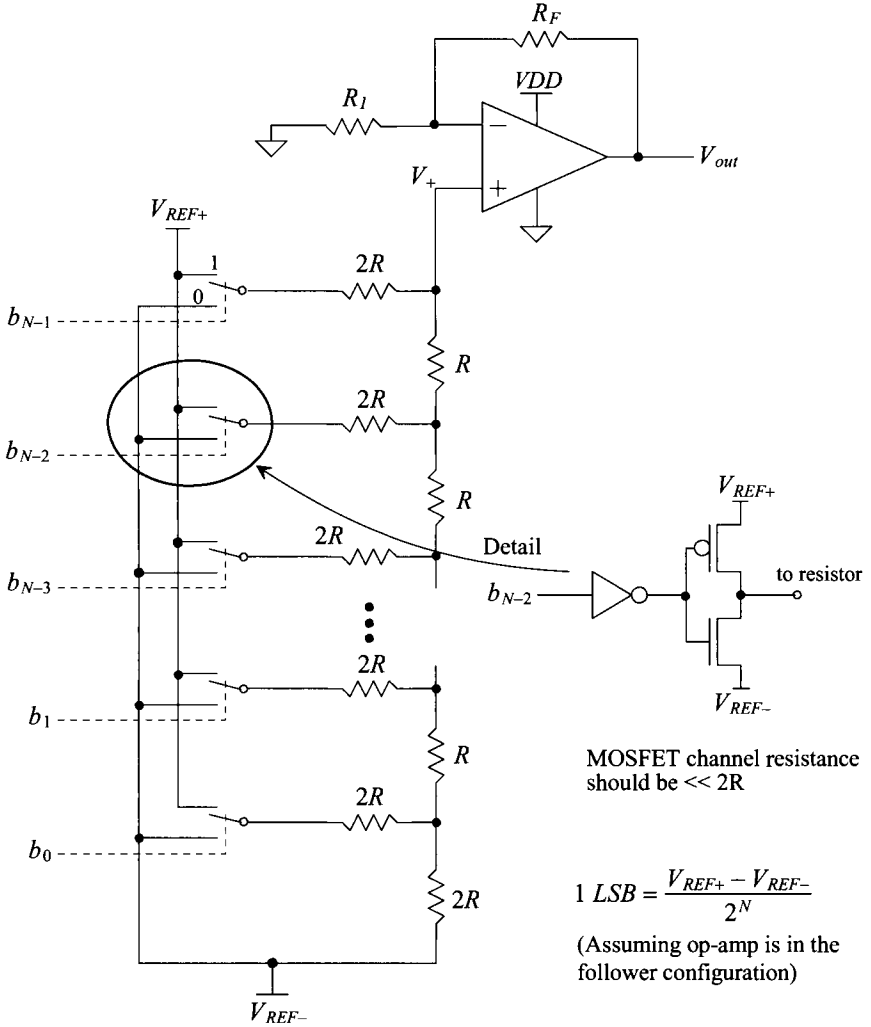 R_F
VDD
R_1
−
V_out
V_+
+
V_REF+
1
2R
0
b_N−1
R
2R
b_N−2
R
V_REF+
2R
Detail
to resistor
b_N−3
b_N−2
2R
V_REF−
b_1
MOSFET channel resistance
should be << 2R
R
2R
b_0
1 LSB = (V_REF+ − V_REF−) / 2^N
2R
(Assuming op-amp is in the
follower configuration)
V_REF−